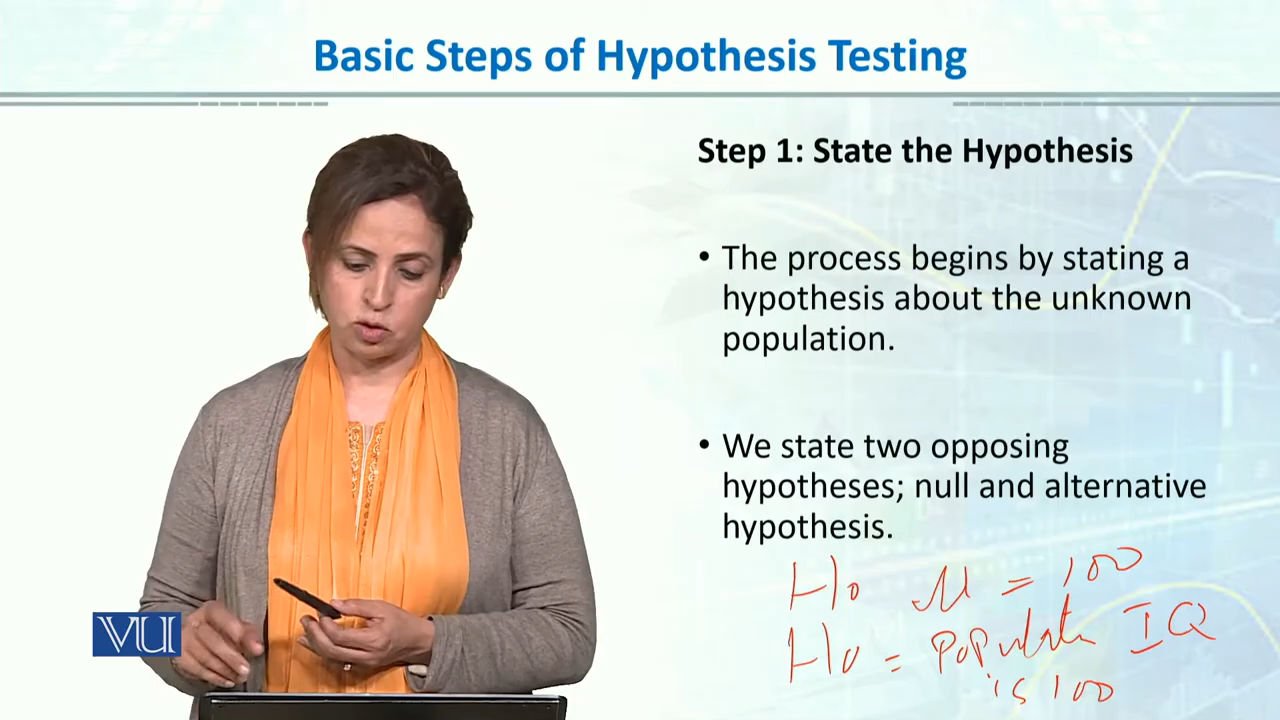 Basic Steps of Hypothesis Testing
Step 1: State the Hypothesis
• The process begins by stating a
hypothesis about the unknown
population.
• We state two opposing
hypotheses; null and alternative
hypothesis.
H0 M = 100
H0 = Populate IQ
is 100
VU